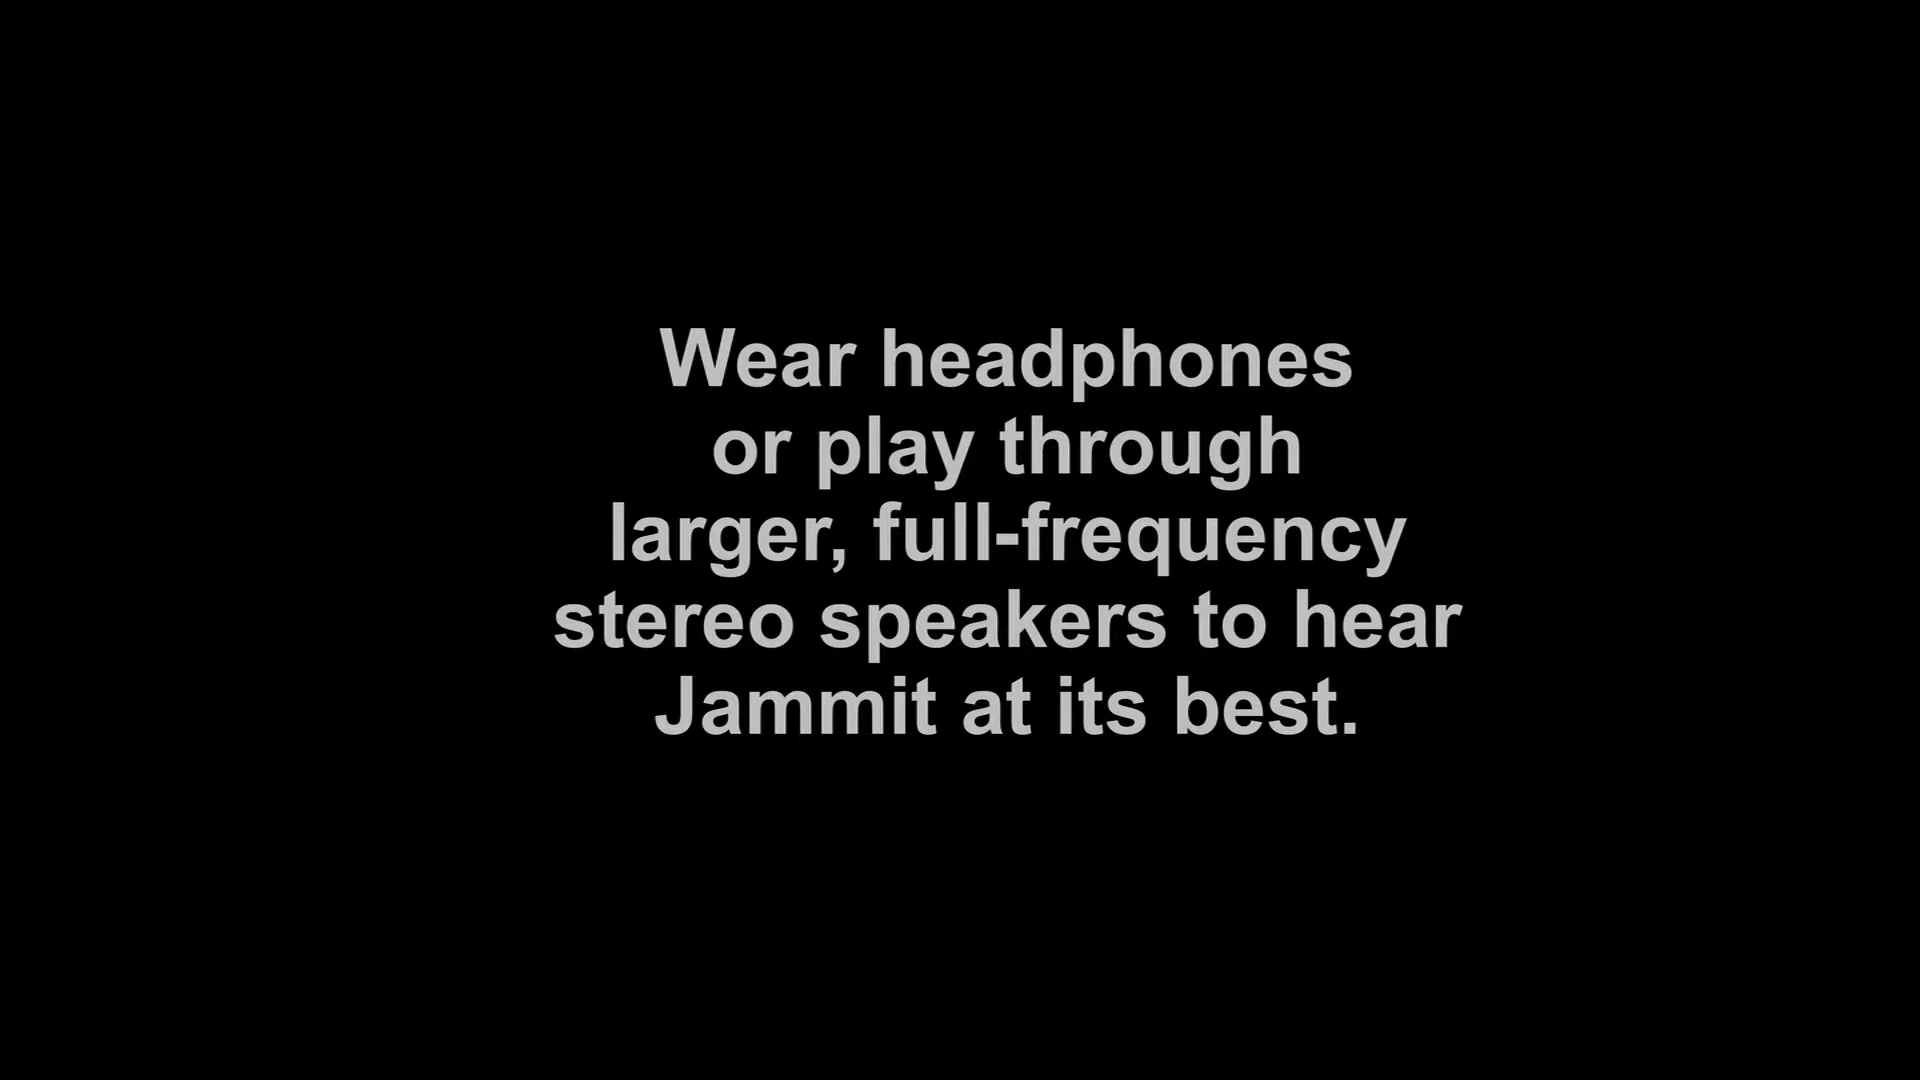 Wear headphones
or play through
larger, full-frequency
stereo speakers to hear
Jammit at its best.